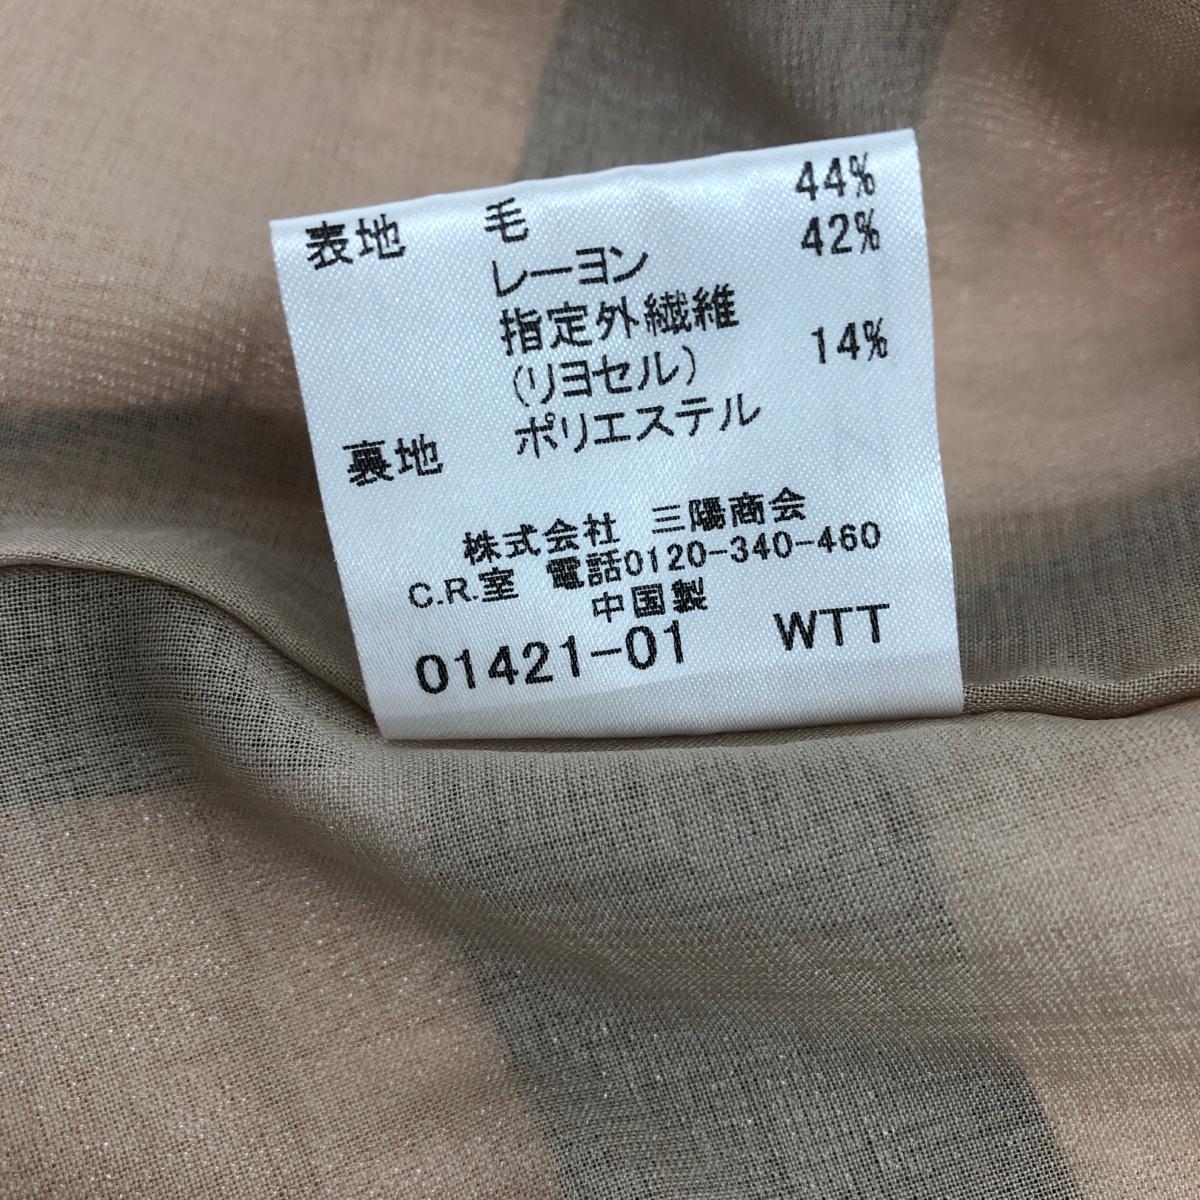 表地 毛 44%
レーヨン 42%
指定外繊維
(リヨセル) 14%
裏地 ポリエステル
株式会社 三陽商会
C.R.室 電話0120-340-460
中国製
01421-01 WTT